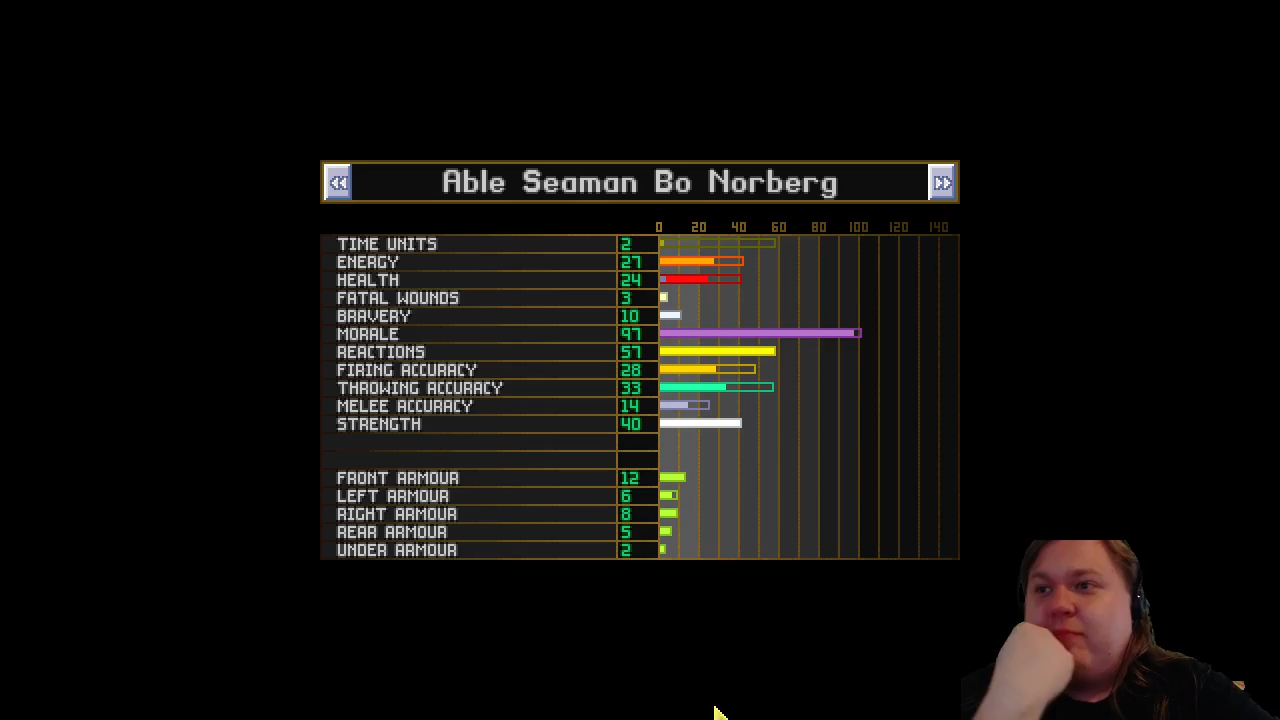 Able Seaman Bo Norberg
0 20 40 60 80 100 120 140
TIME UNITS 2
ENERGY 27
HEALTH 24
FATAL WOUNDS 3
BRAVERY 10
MORALE 97
REACTIONS 57
FIRING ACCURACY 28
THROWING ACCURACY 33
MELEE ACCURACY 14
STRENGTH 40
FRONT ARMOUR 12
LEFT ARMOUR 6
RIGHT ARMOUR 8
REAR ARMOUR 5
UNDER ARMOUR 2